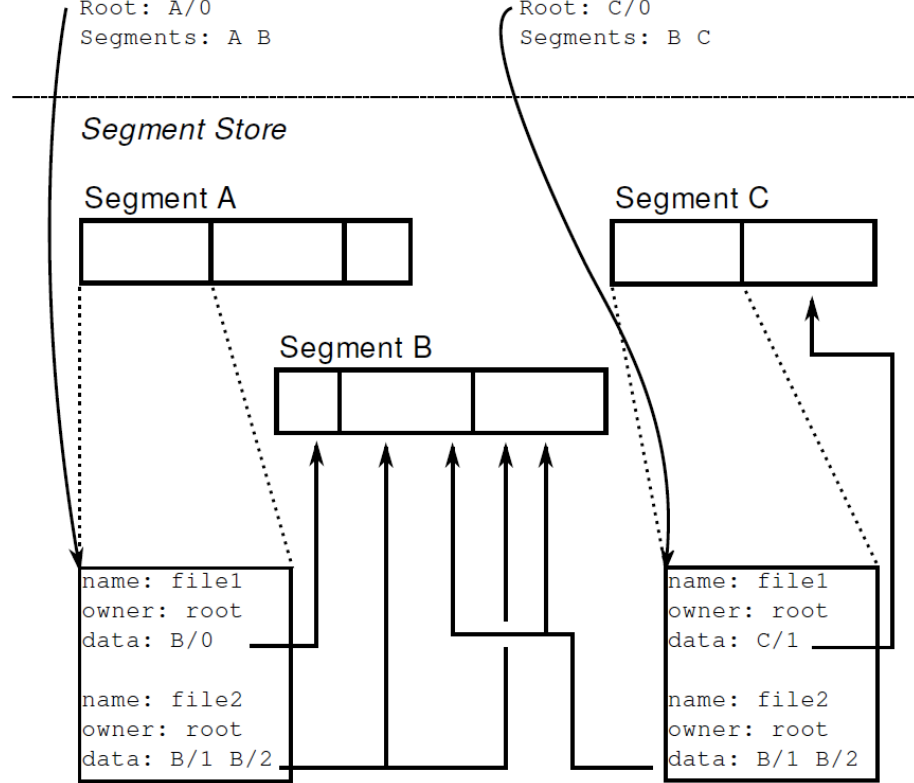 Root: A/0
Segments: A B
Root: C/0
Segments: B C
Segment Store
Segment A
Segment C
Segment B
name: file1
owner: root
data: B/0
name: file2
owner: root
data: B/1 B/2
name: file1
owner: root
data: C/1
name: file2
owner: root
data: B/1 B/2